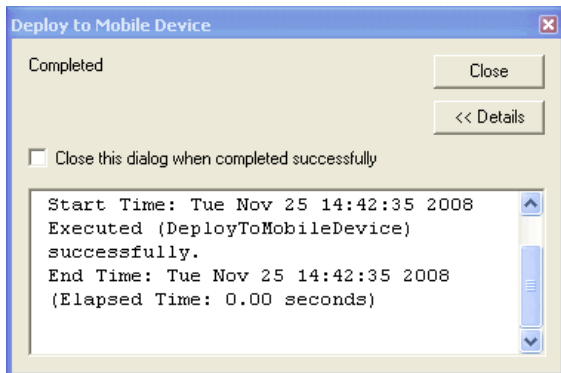 Deploy to Mobile Device
Completed
Close
<< Details
Close this dialog when completed successfully
Start Time: Tue Nov 25 14:42:35 2008
Executed (DeployToMobileDevice)
successfully.
End Time: Tue Nov 25 14:42:35 2008
(Elapsed Time: 0.00 seconds)